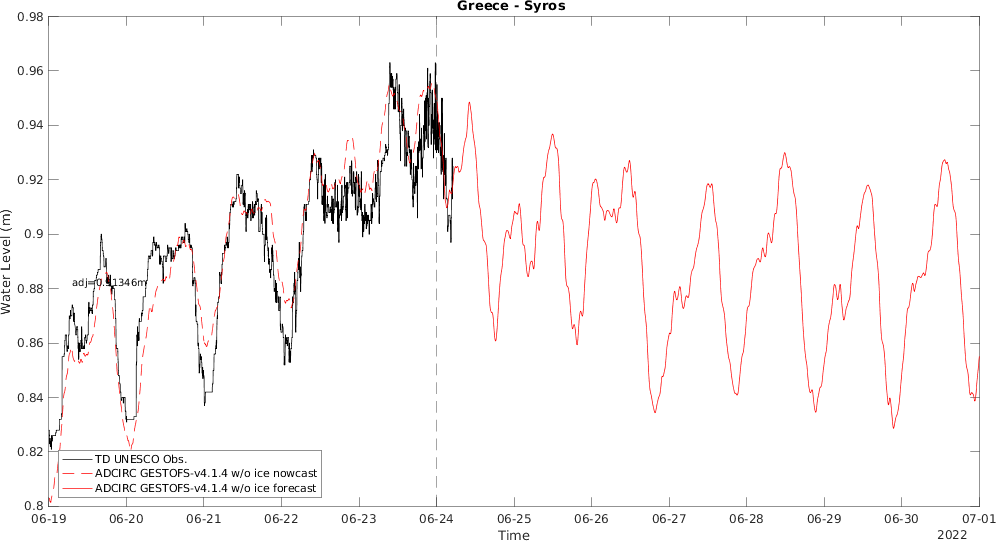 Greece - Syros
0.98
0.96
0.94
0.92
0.9
0.88
0.86
0.84
0.82
0.8
Water Level (m)
TD UNESCO Obs.
ADCIRC GESTOFS-v4.1.4 w/o ice nowcast
ADCIRC GESTOFS-v4.1.4 w/o ice forecast
06-19 06-20 06-21 06-22 06-23 06-24 06-25 06-26 06-27 06-28 06-29 06-30 07-01
Time
2022